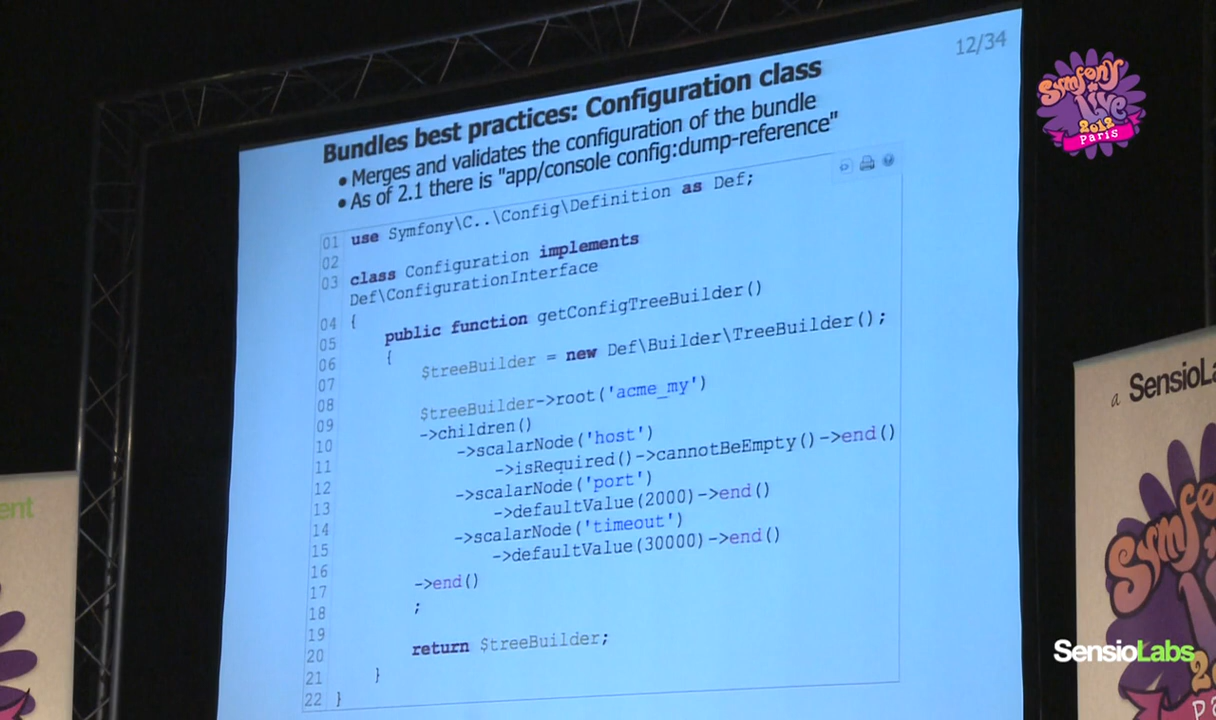 12/34
Bundles best practices: Configuration class
• Merges and validates the configuration of the bundle
• As of 2.1 there is "app/console config:dump-reference"
01 use Symfony\C..\Config\Definition as Def;
02
03 class Configuration implements
Def\ConfigurationInterface
04 {
05     public function getConfigTreeBuilder()
06     {
07         $treeBuilder = new Def\Builder\TreeBuilder();
08
09         $treeBuilder->root('acme_my')
10         ->children()
11             ->scalarNode('host')
12                 ->isRequired()->cannotBeEmpty()->end()
13             ->scalarNode('port')
14                 ->defaultValue(2000)->end()
15             ->scalarNode('timeout')
16                 ->defaultValue(30000)->end()
17         ->end()
18         ;
19
20         return $treeBuilder;
21     }
22 }
Symfony
Live
2012
Paris
a SensioLa
ent
Symfo
SensioLabs